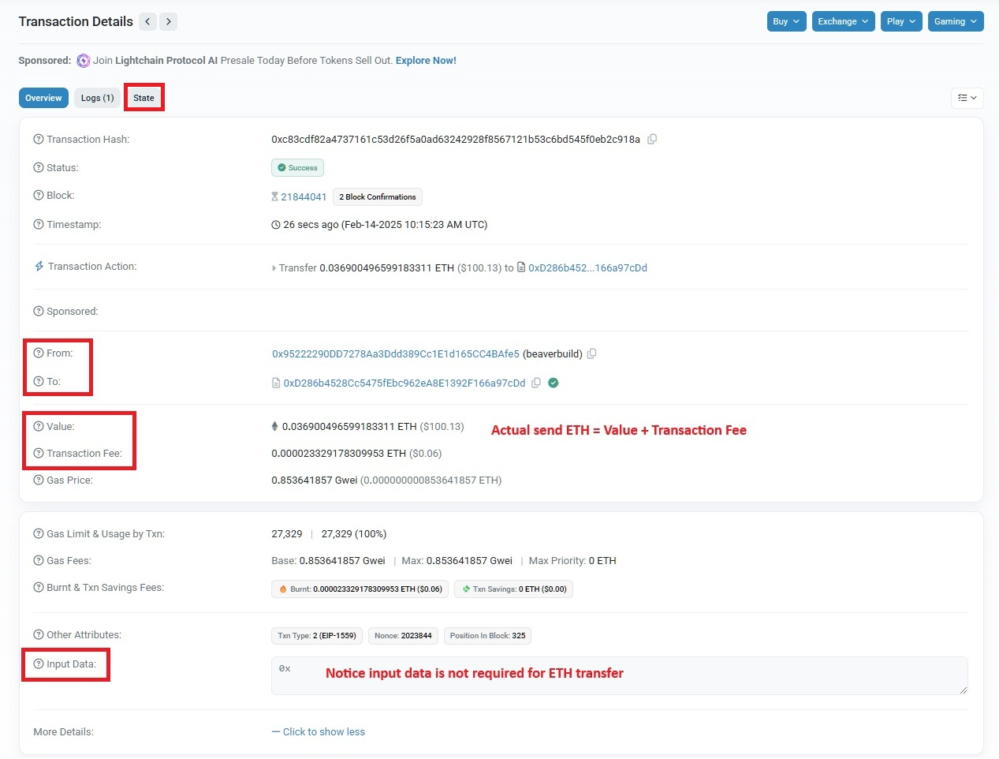 Transaction Details
Buy Exchange Play Gaming
Sponsored: Join Lightchain Protocol AI Presale Today Before Tokens Sell Out. Explore Now!
Overview Logs (1) State
Transaction Hash: 0xc83cdf82a4737161c53d26f5a0ad63242928f8567121b53c6bd545f0eb2c918a
Status: Success
Block: 21844041 2 Block Confirmations
Timestamp: 26 secs ago (Feb-14-2025 10:15:23 AM UTC)
Transaction Action: Transfer 0.036900496599183311 ETH ($100.13) to 0xD286b452...166a97cDd
Sponsored:
From: 0x95222290DD7278Aa3Ddd389Cc1E1d165CC4BAfe5 (beaverbuild)
To: 0xD286b4528Cc5475fEbc962eA8E1392F166a97cDd
Value: 0.036900496599183311 ETH ($100.13) Actual send ETH = Value + Transaction Fee
Transaction Fee: 0.000023329178309953 ETH ($0.06)
Gas Price: 0.853641857 Gwei (0.000000000853641857 ETH)
Gas Limit & Usage by Txn: 27,329 | 27,329 (100%)
Gas Fees: Base: 0.853641857 Gwei | Max: 0.853641857 Gwei | Max Priority: 0 ETH
Burnt & Txn Savings Fees: Burnt: 0.000023329178309953 ETH ($0.06) Txn Savings: 0 ETH ($0.00)
Other Attributes: Txn Type: 2 (EIP-1559) Nonce: 2023844 Position In Block: 325
Input Data: 0x Notice input data is not required for ETH transfer
More Details: — Click to show less